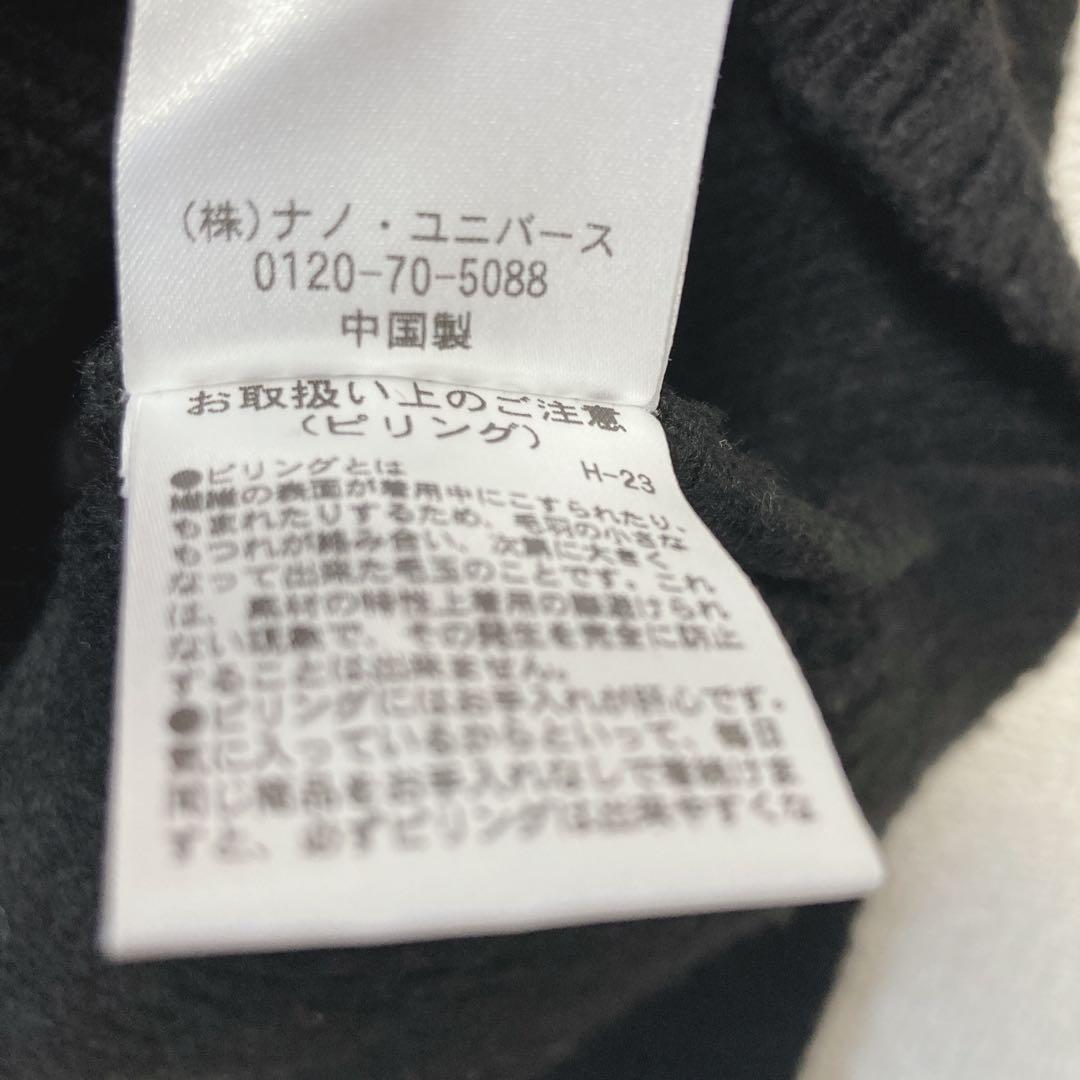 (株)ナノ・ユニバース
0120-70-5088
中国製
お取扱い上のご注意
(ピリング)
H-23
●ピリングとは
繊維の表面が着用中にこすられたり、
もまれたりするため、毛羽の小さな
もつれが絡み合い、次第に大きく
なって出来た毛玉のことです。これ
は、素材の特性上着用の際避けられ
ない現象で、その発生を完全に防止
することは出来ません。
●ピリングにはお手入れが肝心です。
気に入っているからといって、毎日
同じ商品をお手入れなしで着続けま
すと、必ずピリングは出来やすくな